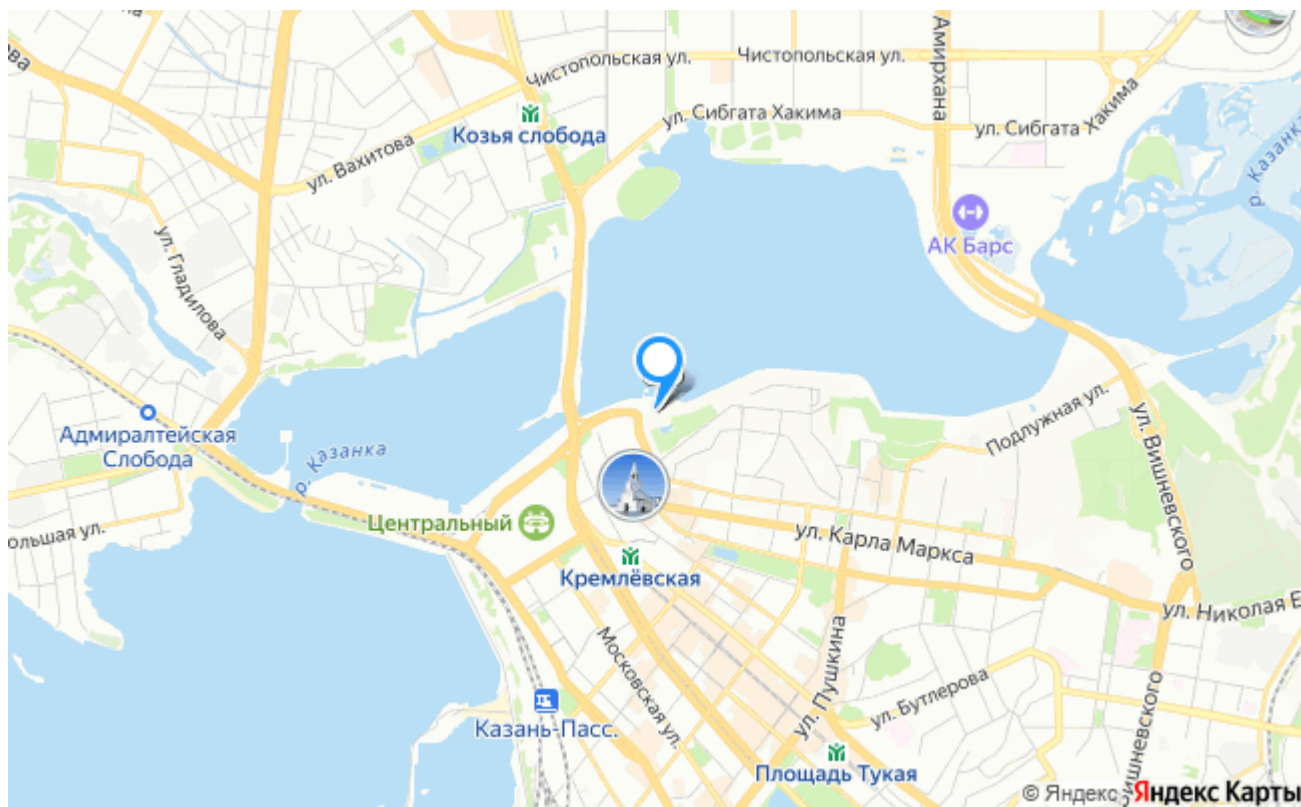 Чистопольская ул.
Чистопольская ул.
Амирхана
Козья слобода
ул. Сибгата Хакима
ул. Сибгата Хакима
ул. Вахитова
р. Казанка
АК Барс
ул. Гладилова
Адмиралтейская
Слобода
р. Казанка
Подлужная ул.
ул. Вишневского
Центральный
ольшая ул.
ул. Карла Маркса
Кремлёвская
ул. Николая Е
Московская ул.
ул. Пушкина
ул. Бутлерова
Казань-Пасс.
ишневского
Площадь Тукая
© Яндекс Яндекс Карты